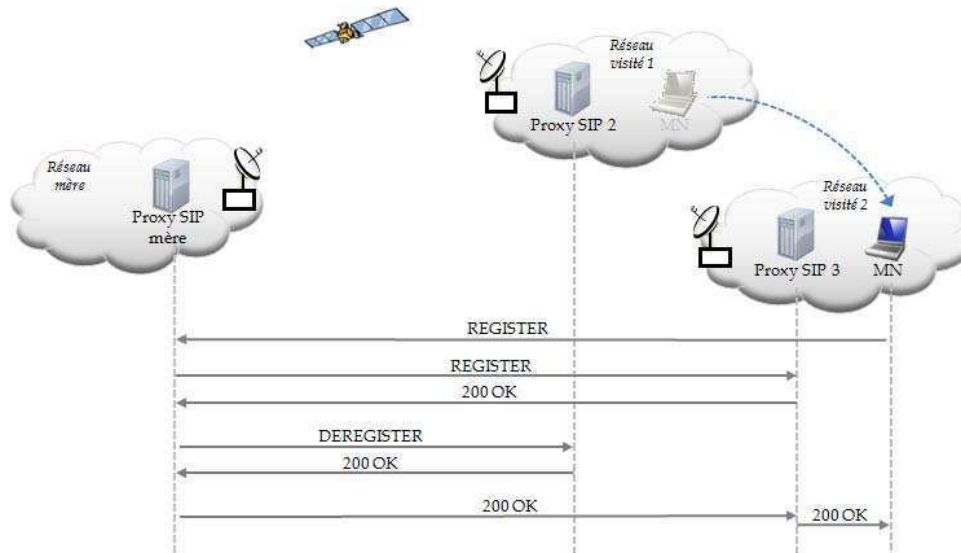 Réseau
visité 1
Proxy SIP 2
MN
Réseau
mère
Proxy SIP
mère
Réseau
visité 2
Proxy SIP 3
MN
REGISTER
REGISTER
200 OK
DEREGISTER
200 OK
200 OK
200 OK